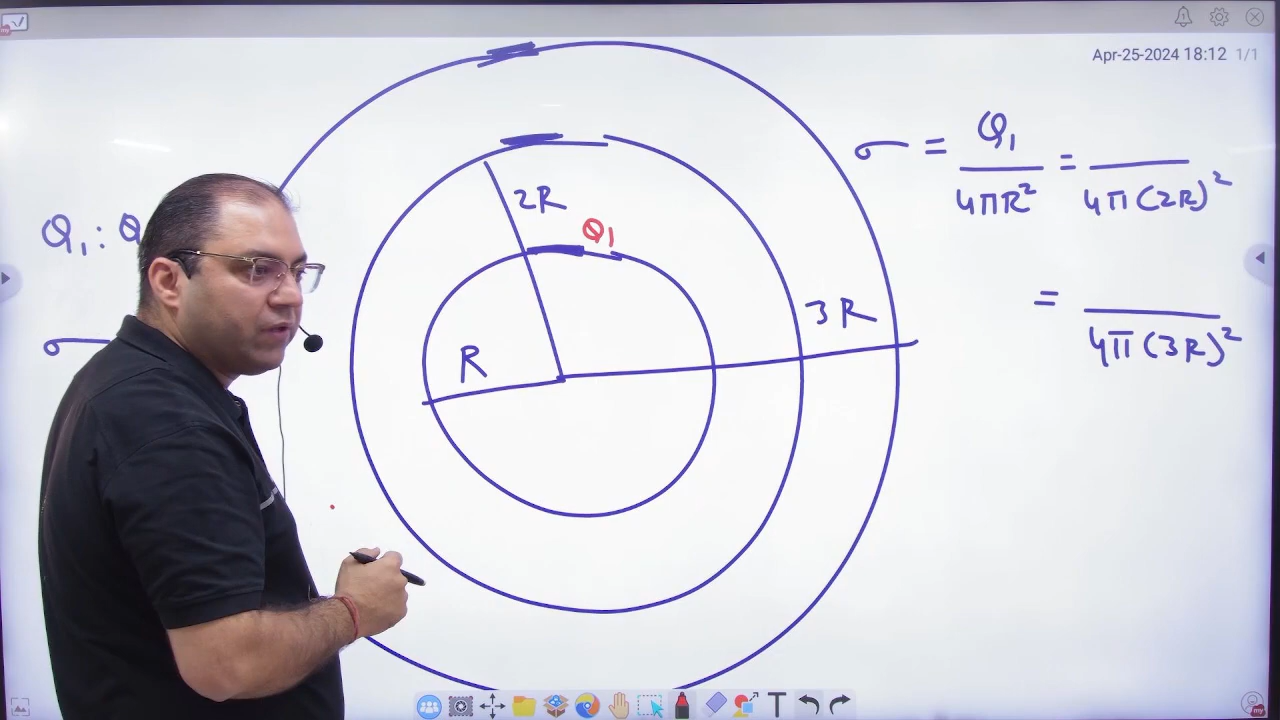 Apr-25-2024 18:12 1/1
σ = Q₁/4πR² = /4π(2R)²
2R
Q₁
Q₁ : Q
3R
= /4π(3R)²
σ
R